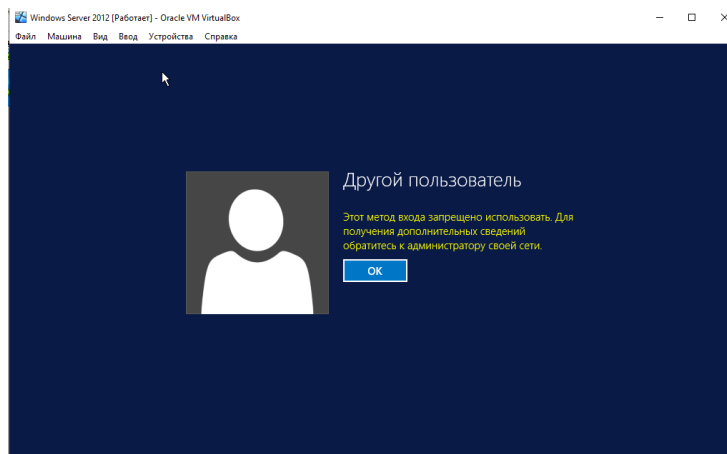 Windows Server 2012 [Работает] - Oracle VM VirtualBox
Файл Машина Вид Ввод Устройства Справка
Другой пользователь
Этот метод входа запрещено использовать. Для
получения дополнительных сведений
обратитесь к администратору своей сети.
ОК